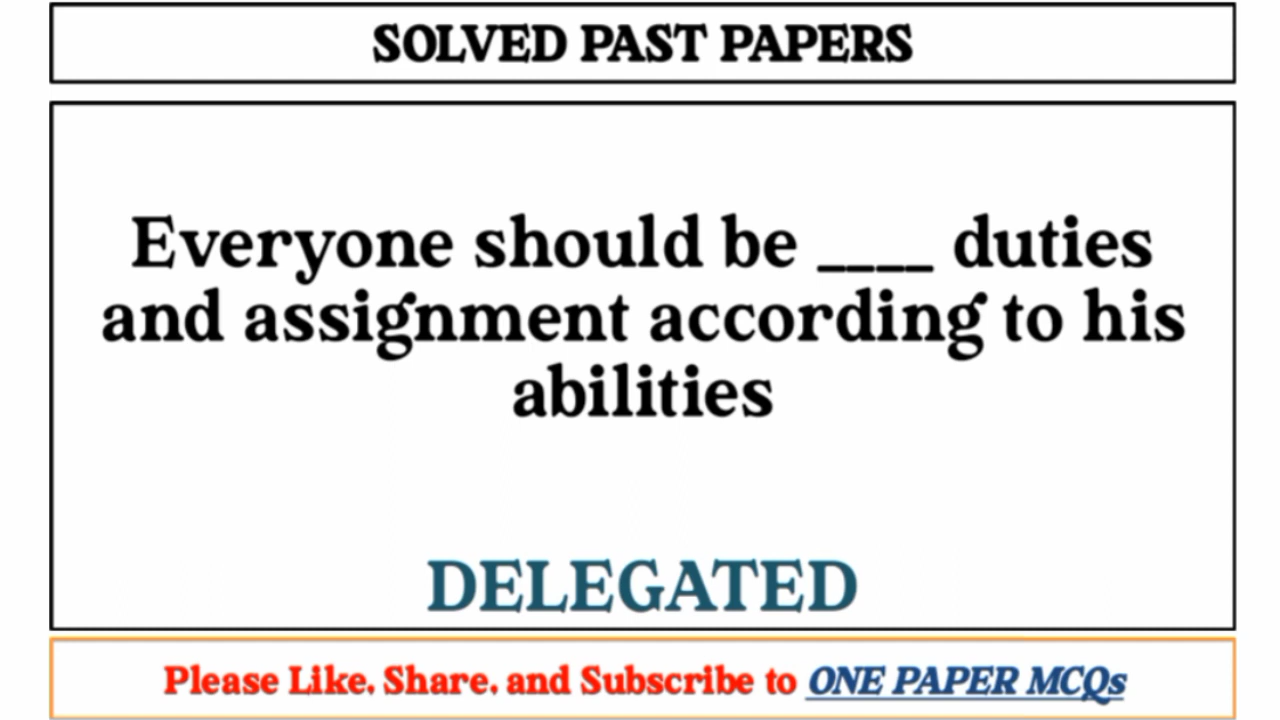 SOLVED PAST PAPERS
Everyone should be ____ duties
and assignment according to his
abilities
DELEGATED
Please Like. Share. and Subscribe to ONE PAPER MCQs